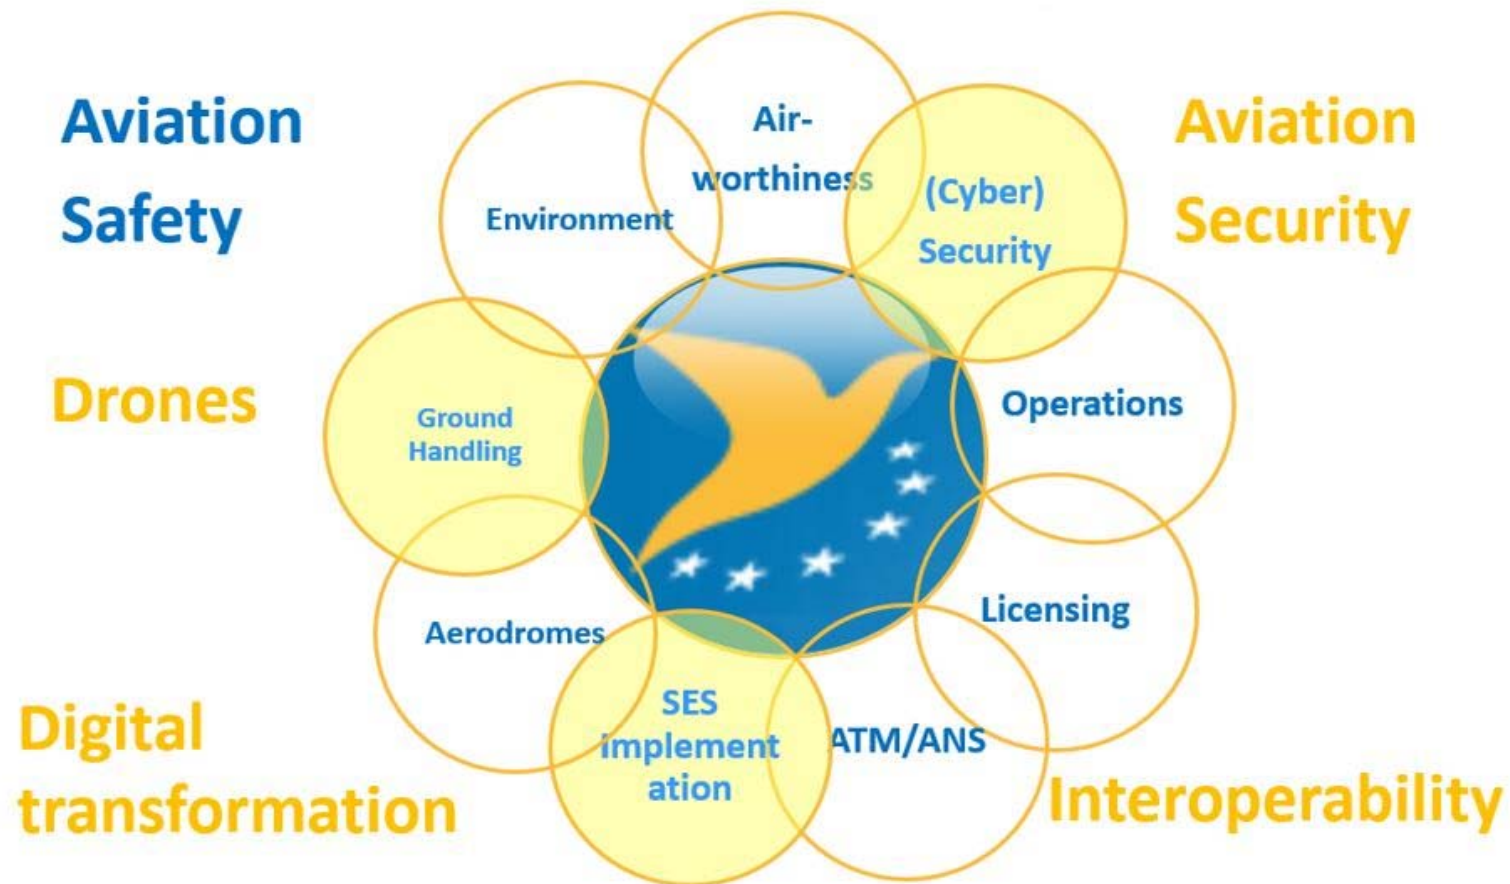 Aviation
Safety
Air-
worthiness
Aviation
Security
(Cyber)
Security
Environment
Drones
Ground
Handling
Operations
Aerodromes
Licensing
SES
Implement
ation
ATM/ANS
Digital
transformation
Interoperability